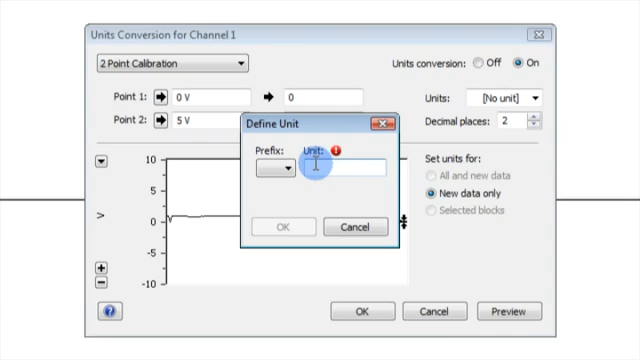 Units Conversion for Channel 1
2 Point Calibration
Units conversion: Off On
Point 1: 0 V 0
Units: [No unit]
Point 2: 5 V
Decimal places: 2
Define Unit
Prefix: Unit:
OK Cancel
Set units for:
All and new data
New data only
Selected blocks
10
5
V
0
-5
-10
OK Cancel Preview